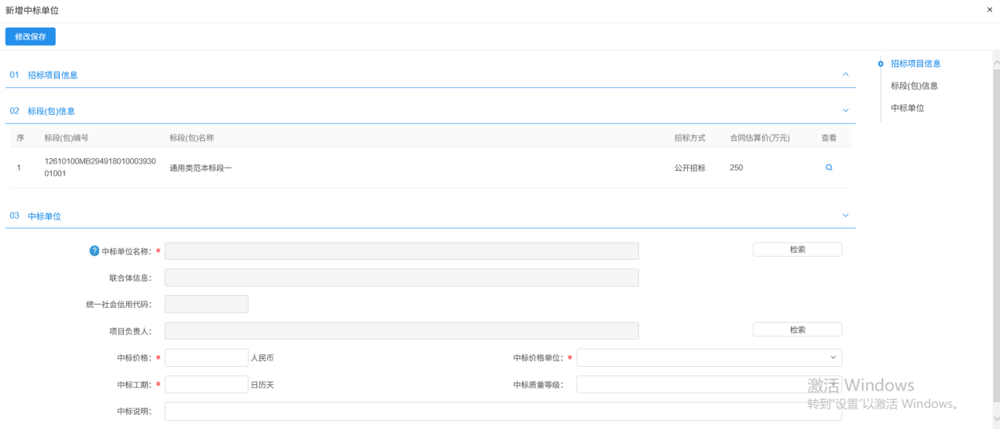 新增中标单位 ×
修改保存
01 招标项目信息
02 标段(包)信息
序 标段(包)编号 标段(包)名称 招标方式 合同估算价(万元) 查看
1 12610100MB294918010003930 通用类范本标段一 公开招标 250
01001
03 中标单位
? 中标单位名称: * 检索
联合体信息:
统一社会信用代码:
项目负责人: 检索
中标价格: * 人民币 中标价格单位: *
中标工期: * 日历天 中标质量等级:
中标说明:
招标项目信息
标段(包)信息
中标单位
激活 Windows
转到"设置"以激活 Windows。